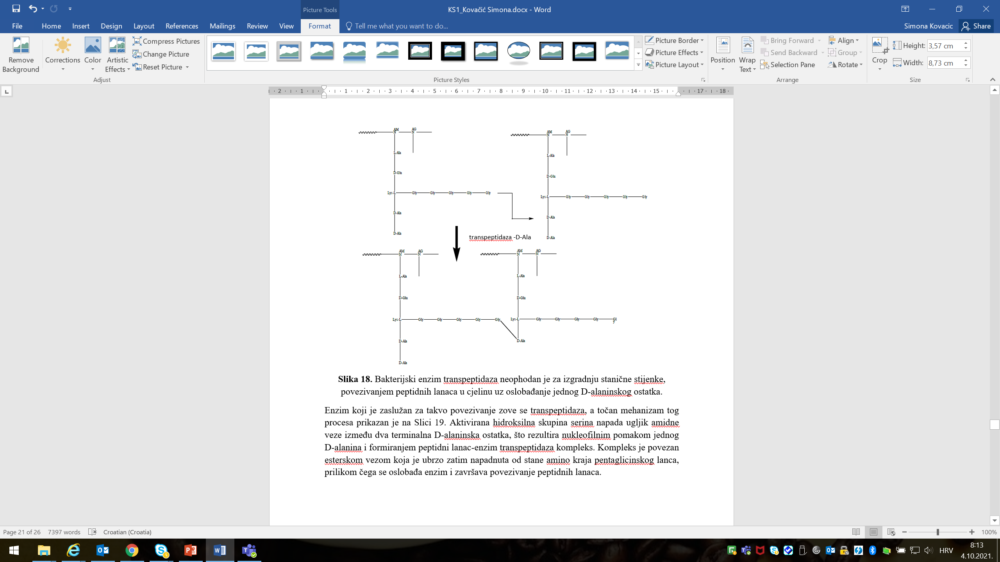 Picture Tools
KS1_Kovačić Simona.docx - Word
File Home Insert Design Layout References Mailings Review View Format Tell me what you want to do... Simona Kovacic Share
Remove Background
Corrections
Color
Artistic Effects
Compress Pictures
Change Picture
Reset Picture
Adjust
Picture Styles
Picture Border
Picture Effects
Picture Layout
Position
Wrap Text
Bring Forward
Send Backward
Selection Pane
Align
Group
Rotate
Arrange
Crop
Height: 3,57 cm
Width: 8,73 cm
Size
L
2 1 1 2 3 4 5 6 7 8 9 10 11 12 13 14 15 17 18
AMN AGN
L-Ala
D-Glu
Lys-L Gly Gly Gly Gly Gly
D-Ala
D-Ala
AMN AGN
L-Ala
D-Glu
Lys-L Gly Gly Gly Gly Gly
D-Ala
D-Ala
transpeptidaza -D-Ala
AMN AGN
L-Ala
D-Glu
Lys-L Gly Gly Gly Gly Gly
D-Ala
D-Ala
AMN AGN
L-Ala
D-Glu
Lys-L Gly Gly Gly Gly Gly
D-Ala
Slika 18. Bakterijski enzim transpeptidaza neophodan je za izgradnju stanične stijenke,
povezivanjem peptidnih lanaca u cjelinu uz oslobađanje jednog D-alaninskog ostatka.
Enzim koji je zaslužan za takvo povezivanje zove se transpeptidaza, a točan mehanizam tog
procesa prikazan je na Slici 19. Aktivirana hidroksilna skupina serina napada ugljik amidne
veze između dva terminalna D-alaninska ostatka, što rezultira nukleofilnim pomakom jednog
D-alanina i formiranjem peptidni lanac-enzim transpeptidaza kompleks. Kompleks je povezan
esterskom vezom koja je ubrzo zatim napadnuta od stane amino kraja pentaglicinskog lanca,
prilikom čega se oslobađa enzim i završava povezivanje peptidnih lanaca.
Page 21 of 26 7397 words Croatian (Croatia) 100%
HRV
8:13
4.10.2021.